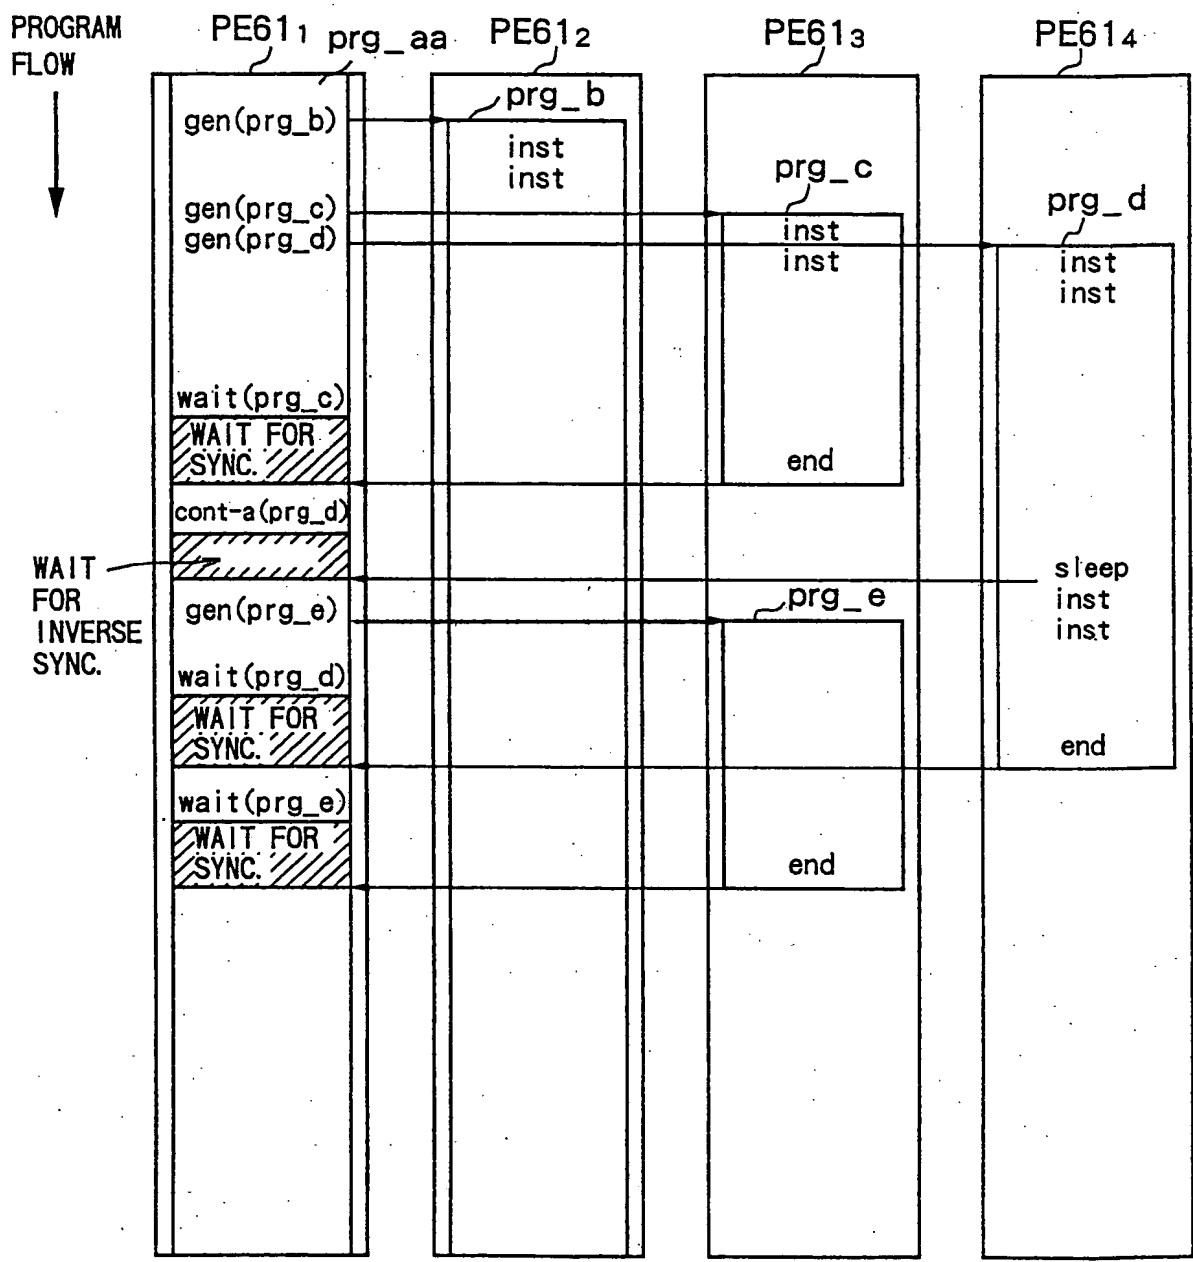 PROGRAM
FLOW
PE61₁
prg_aa
PE61₂
PE61₃
PE61₄
gen(prg_b)
prg_b
inst
inst
gen(prg_c)
prg_c
gen(prg_d)
inst
inst
prg_d
inst
inst
wait(prg_c)
WAIT FOR
SYNC.
end
cont-a(prg_d)
WAIT
FOR
INVERSE
SYNC.
sleep
inst
inst
gen(prg_e)
prg_e
wait(prg_d)
WAIT FOR
SYNC.
end
wait(prg_e)
WAIT FOR
SYNC.
end